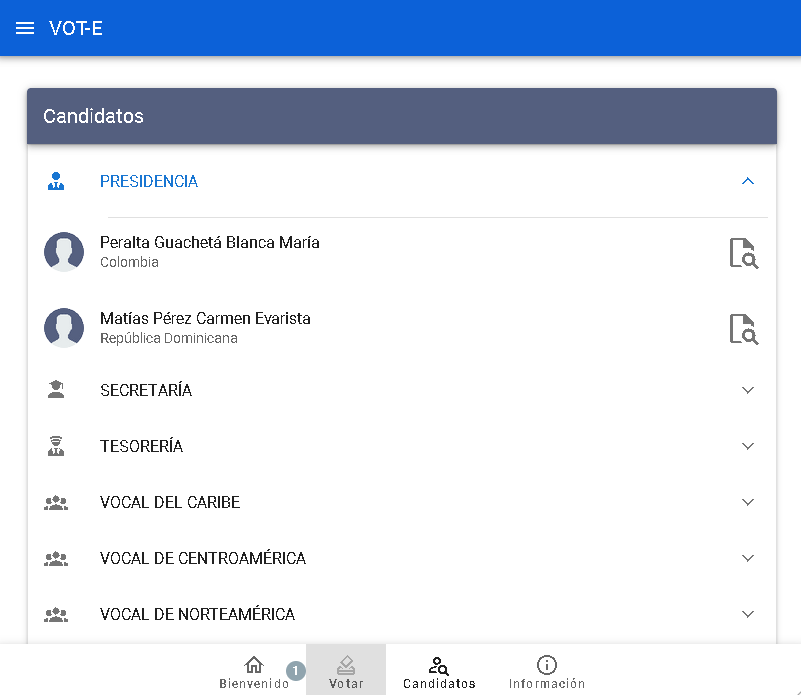 VOT-E
Candidatos
PRESIDENCIA
Peralta Guachetá Blanca María
Colombia
Matías Pérez Carmen Evarista
República Dominicana
SECRETARÍA
TESORERÍA
VOCAL DEL CARIBE
VOCAL DE CENTROAMÉRICA
VOCAL DE NORTEAMÉRICA
Bienvenido 1 Votar Candidatos Información